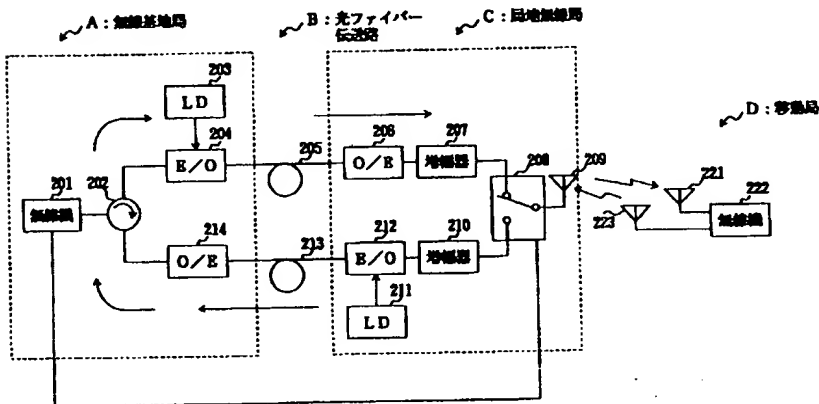 A：無線基地局
B：光ファイバー
伝送路
C：局地無線局
D：移動局
203
LD
204
E/O
205
206
O/E
207
増幅器
208
209
201
無線機
202
221
222
無線機
223
214
O/E
213
212
E/O
210
増幅器
211
LD